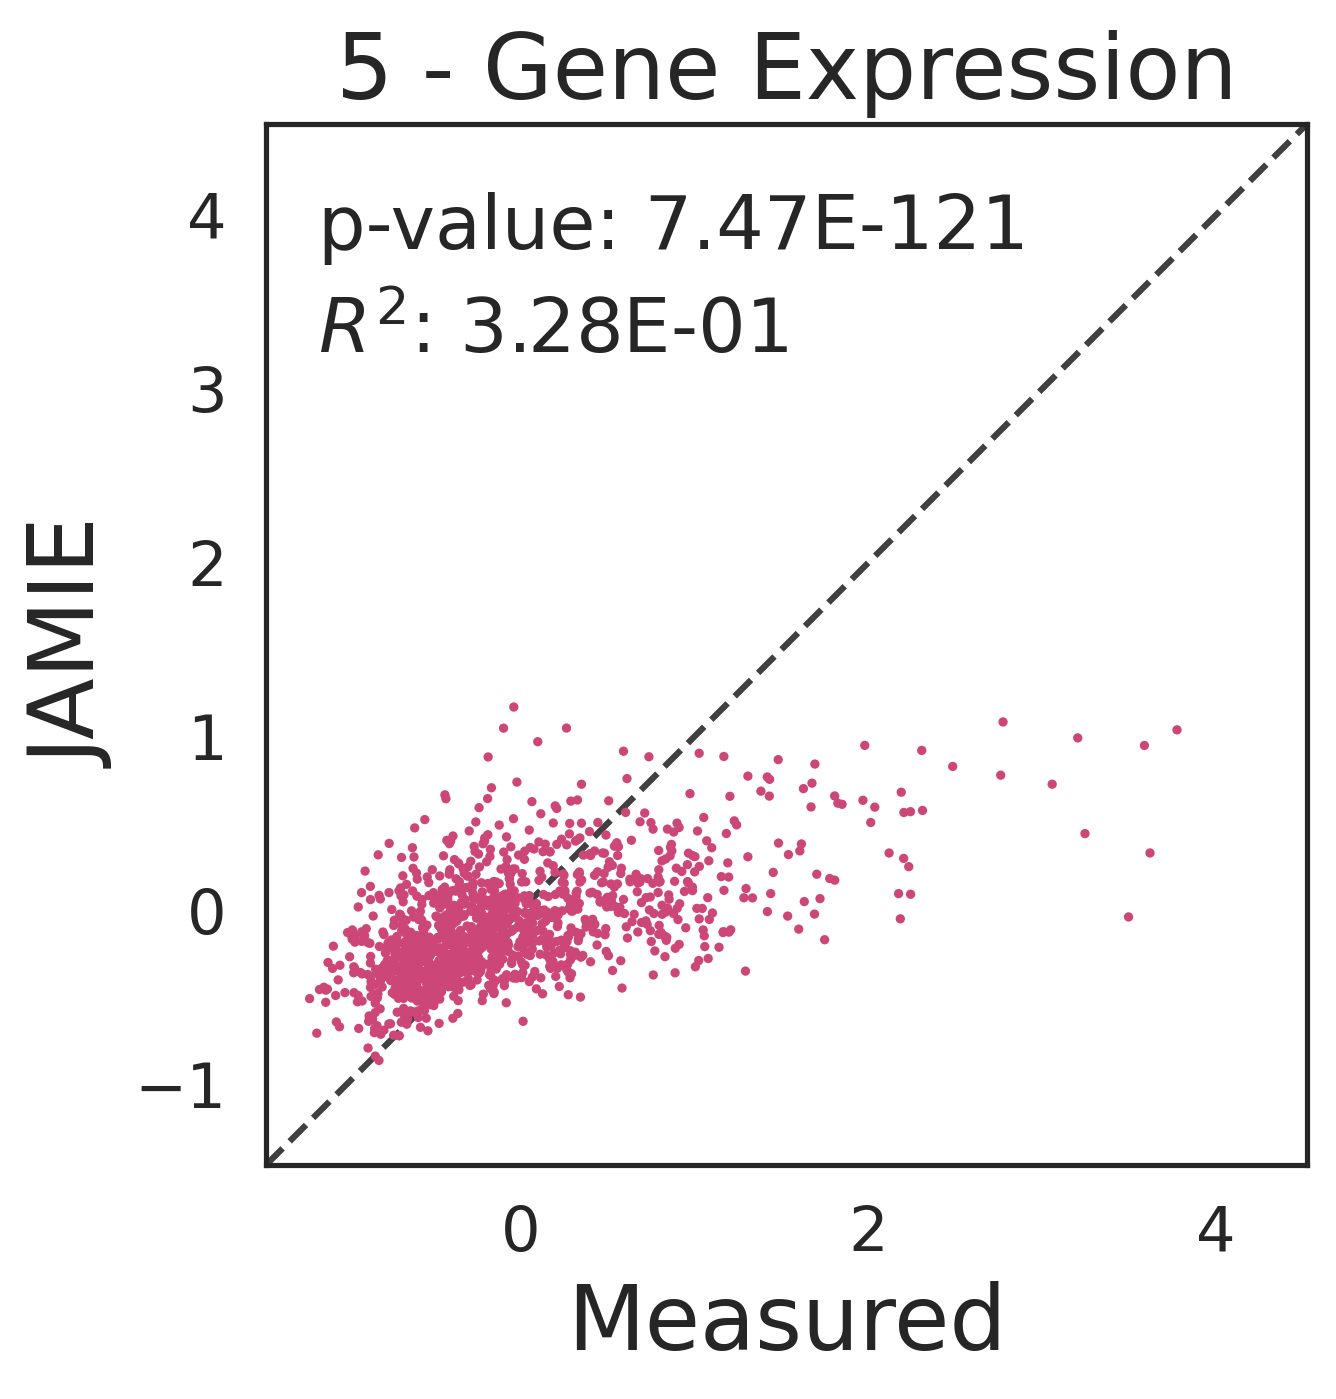 5 - Gene Expression
p-value: 7.47E-121
R²: 3.28E-01
4
3
2
1
0
−1
JAMIE
0 2 4
Measured